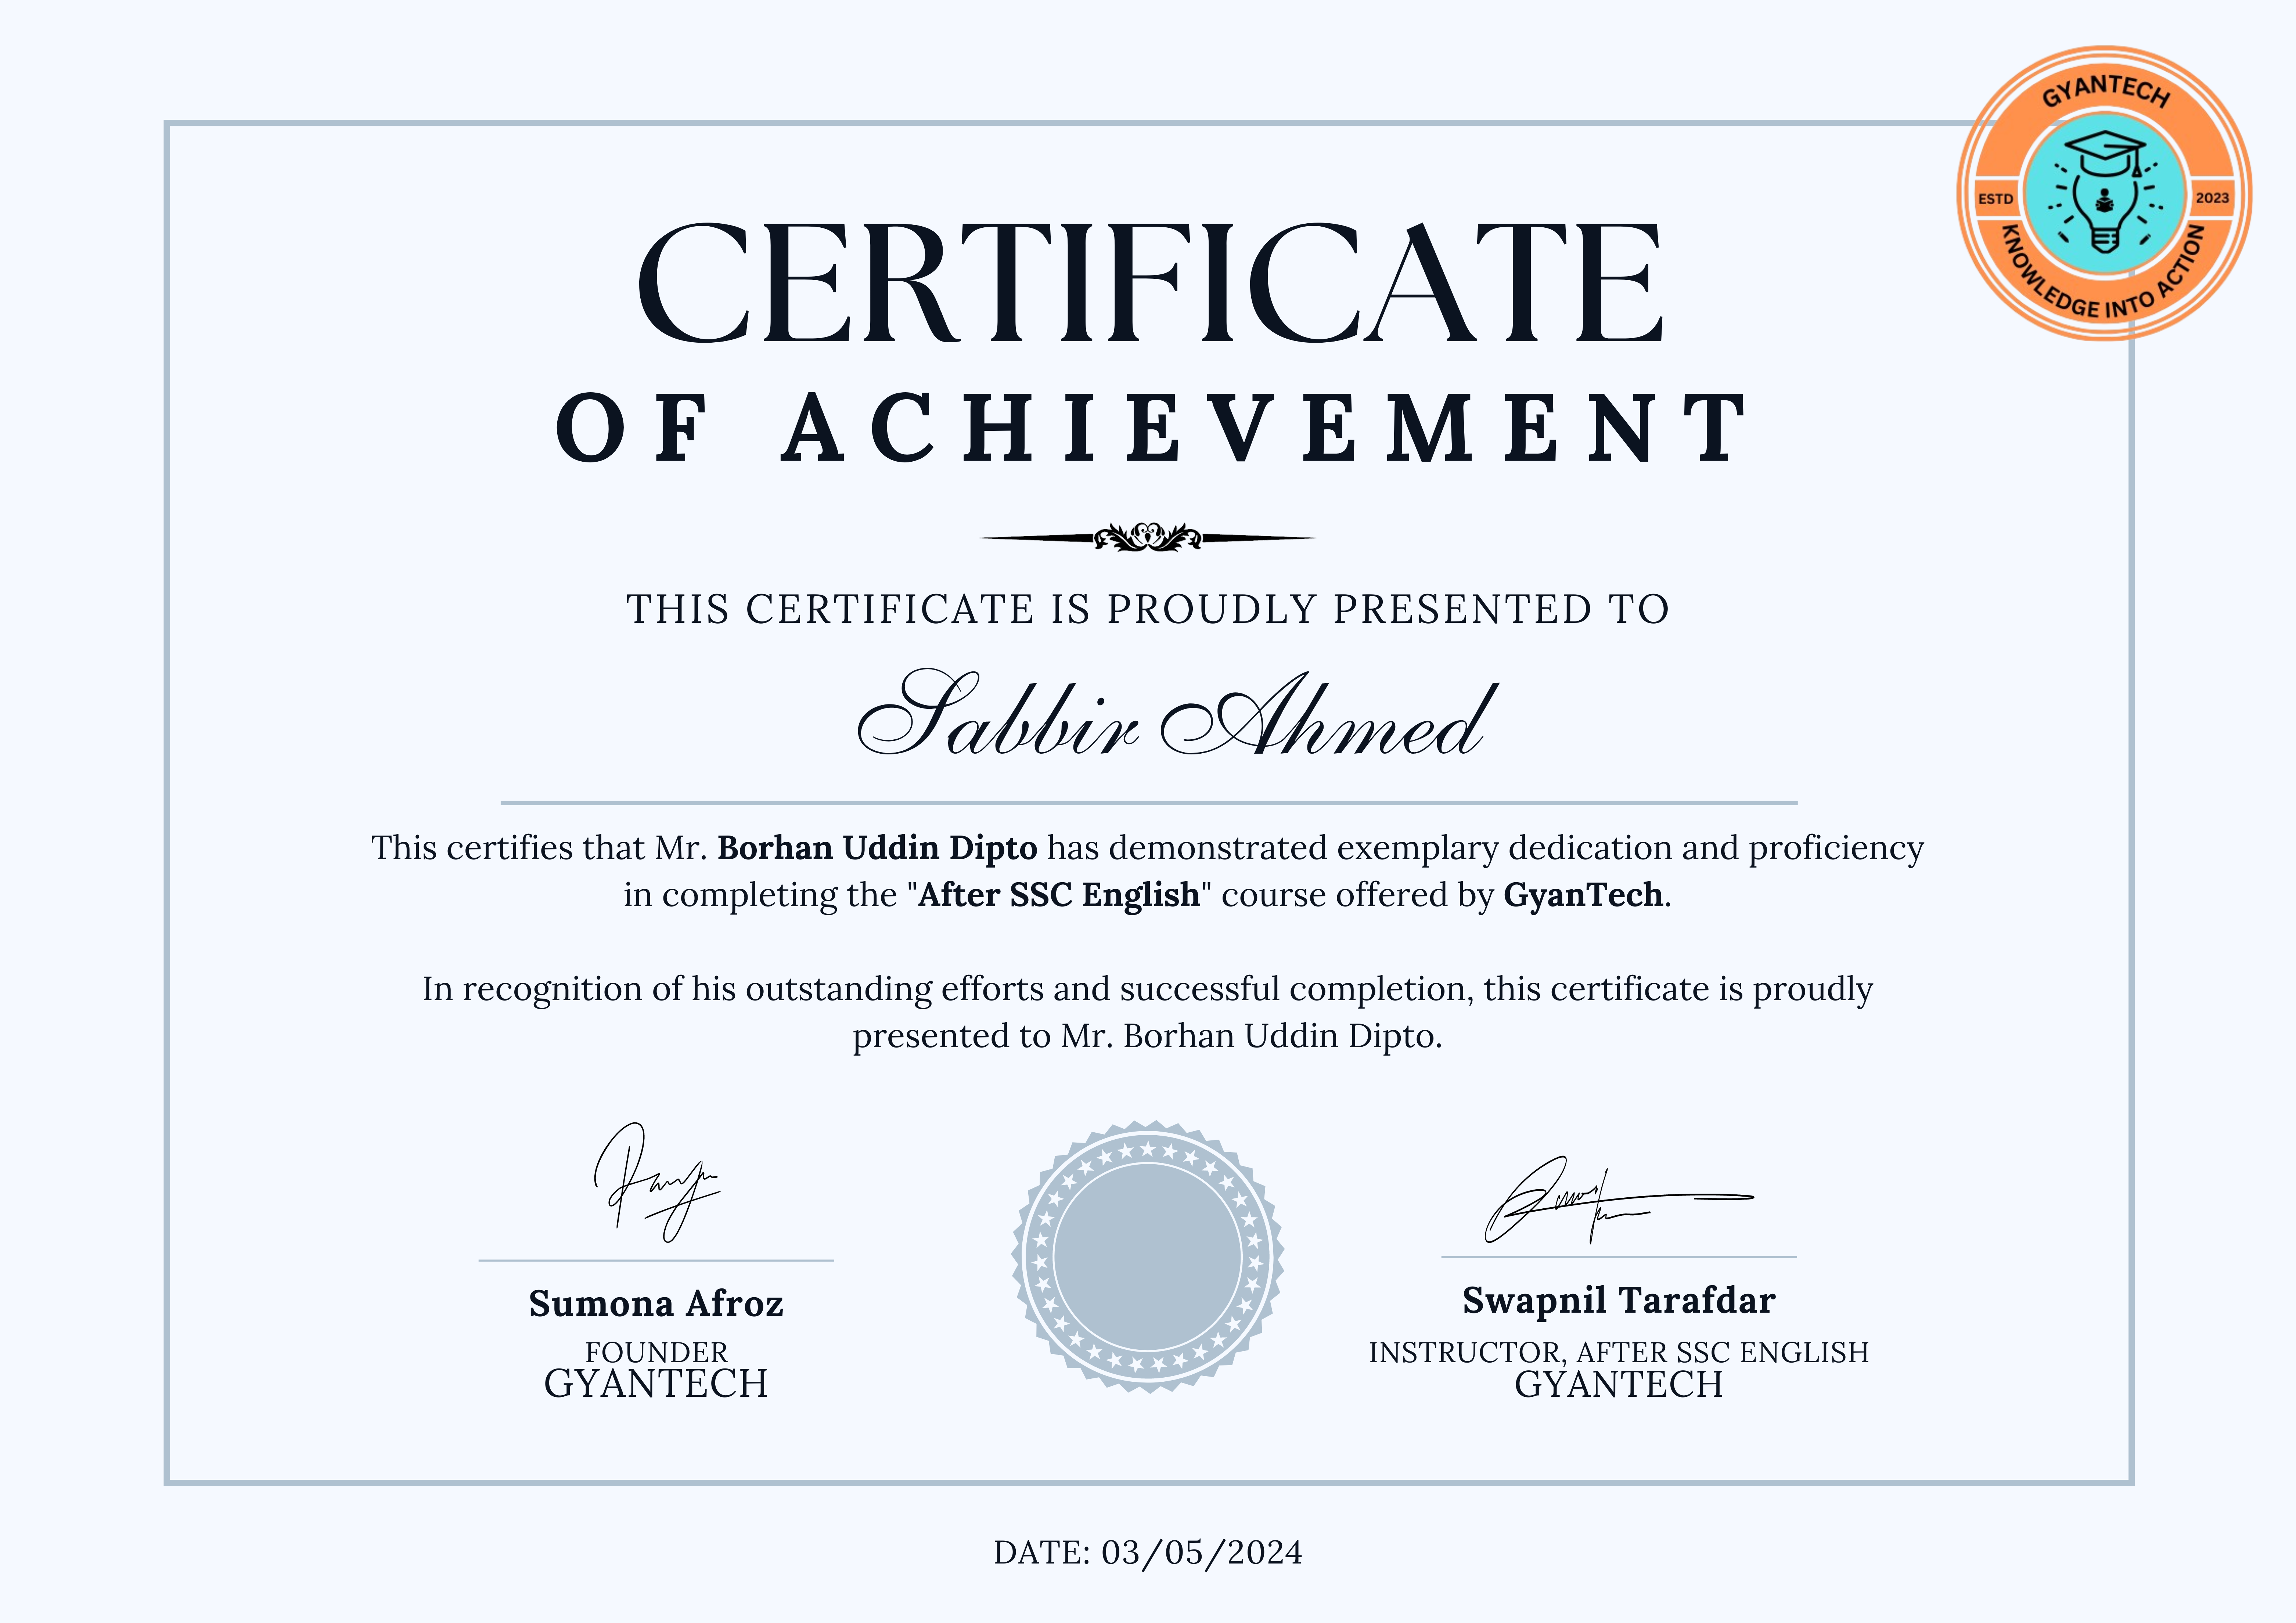 GYANTECH
ESTD
2023
KNOWLEDGE INTO ACTION
CERTIFICATE
OF ACHIEVEMENT
THIS CERTIFICATE IS PROUDLY PRESENTED TO
Sabbir Ahmed
This certifies that Mr. Borhan Uddin Dipto has demonstrated exemplary dedication and proficiency
in completing the "After SSC English" course offered by GyanTech.
In recognition of his outstanding efforts and successful completion, this certificate is proudly
presented to Mr. Borhan Uddin Dipto.
Sumona Afroz
FOUNDER
GYANTECH
Swapnil Tarafdar
INSTRUCTOR, AFTER SSC ENGLISH
GYANTECH
DATE: 03/05/2024